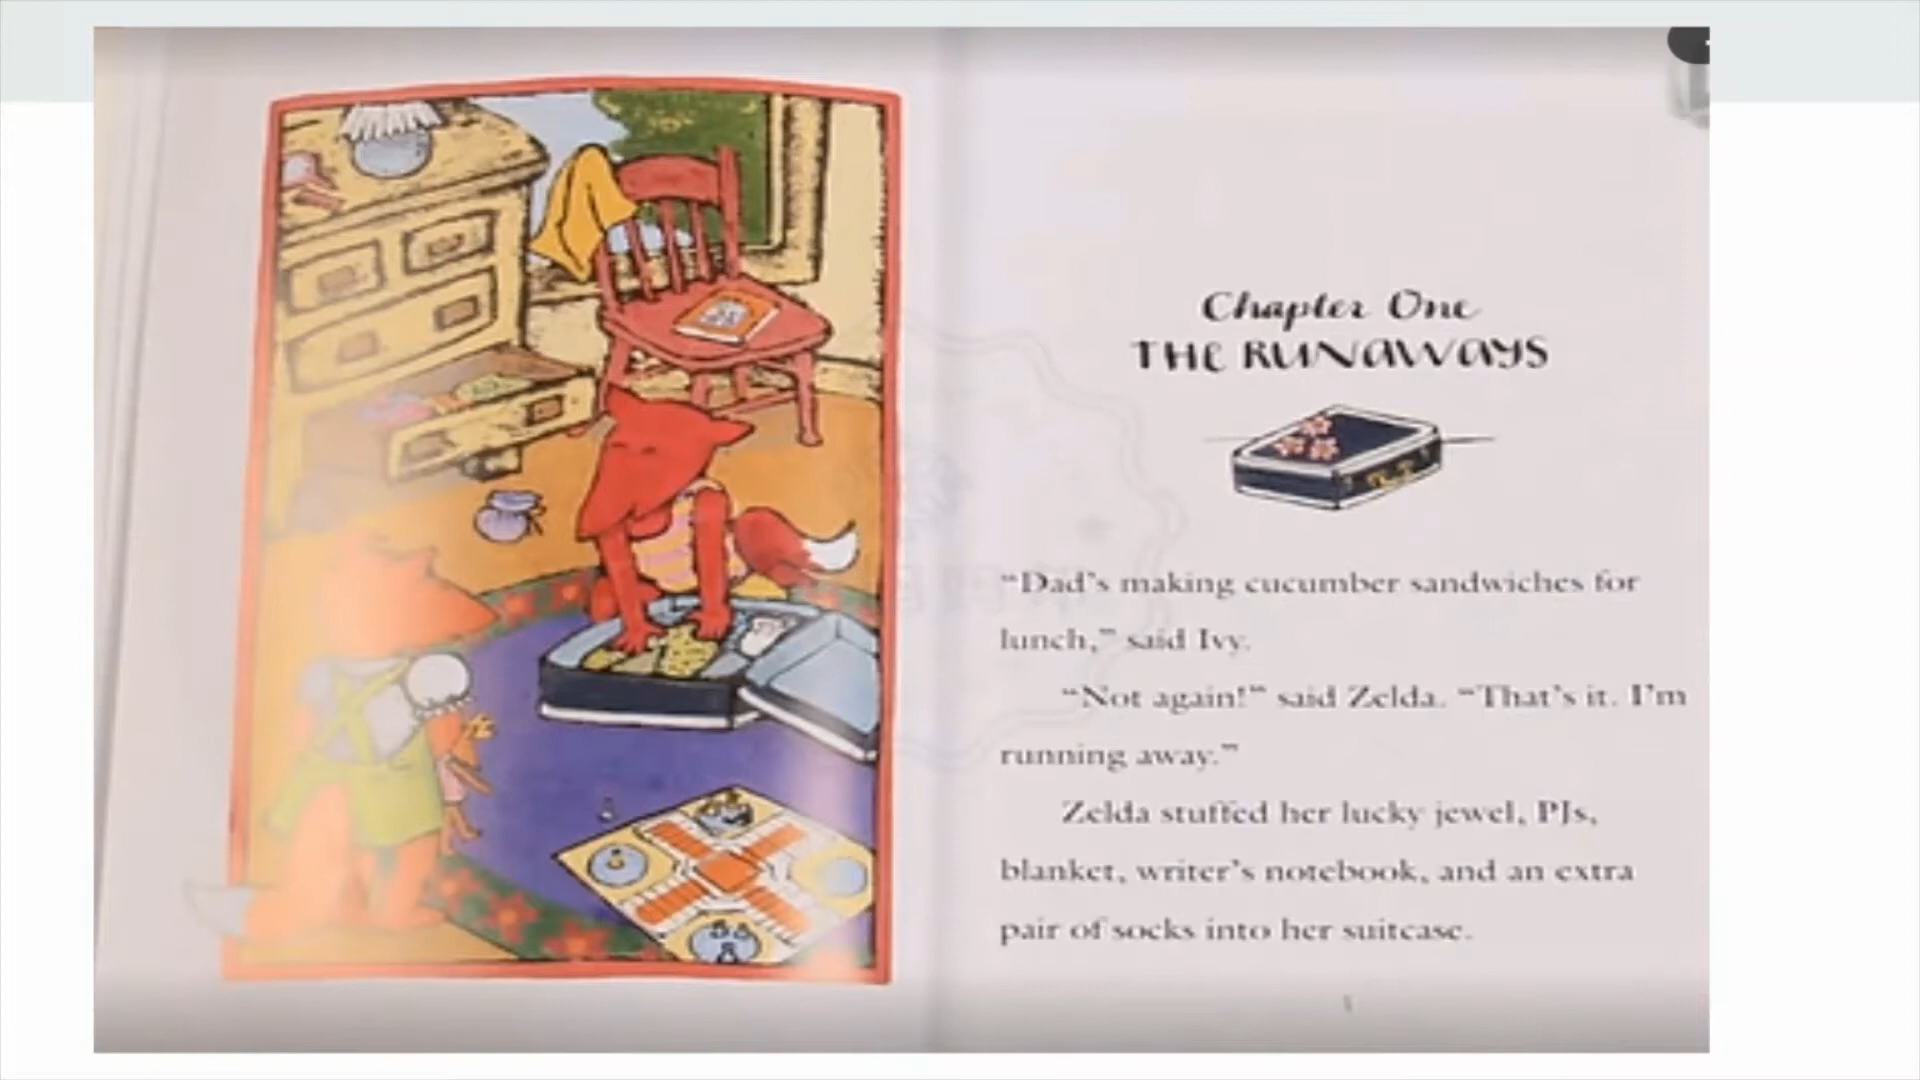 Chapter One
THE RUNAWAYS
“Dad’s making cucumber sandwiches for
lunch,” said Ivy.
“Not again!” said Zelda. “That’s it. I’m
running away.”
Zelda stuffed her lucky jewel, PJs,
blanket, writer’s notebook, and an extra
pair of socks into her suitcase.
1